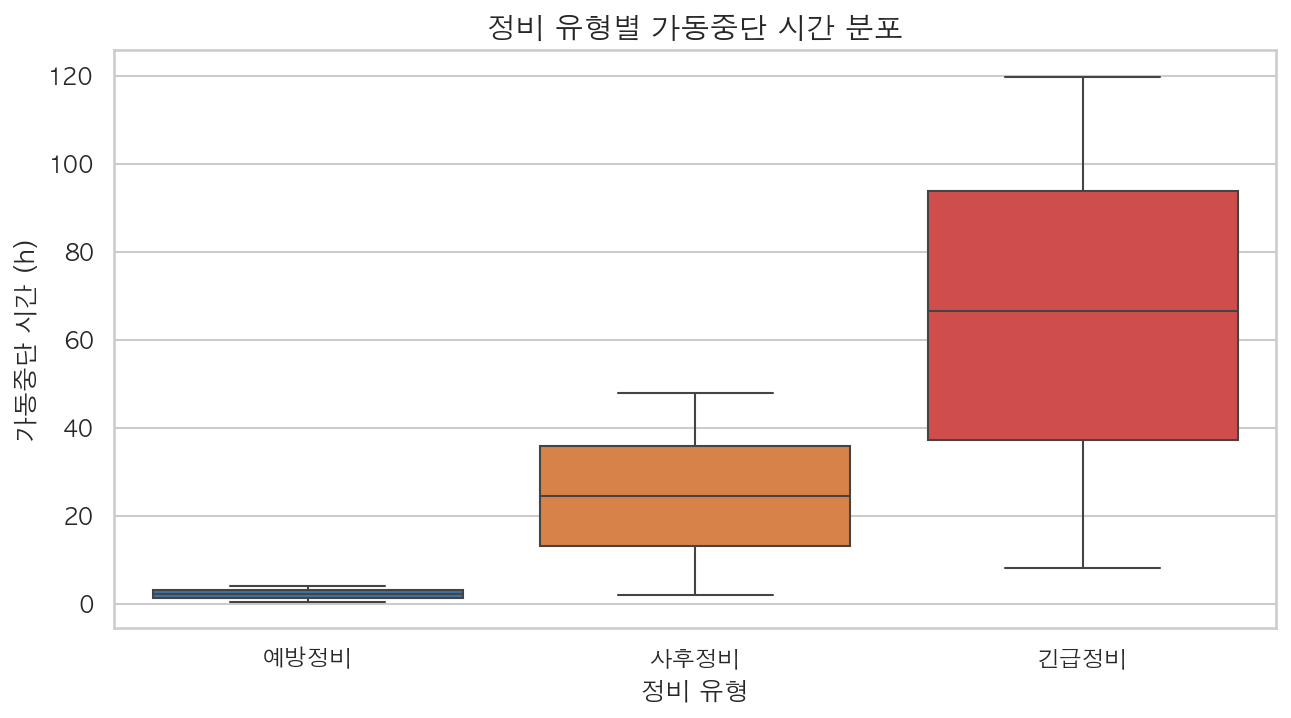 정비 유형별 가동중단 시간 분포
가동중단 시간 (h)
120
100
80
60
40
20
0
예방정비
사후정비
긴급정비
정비 유형